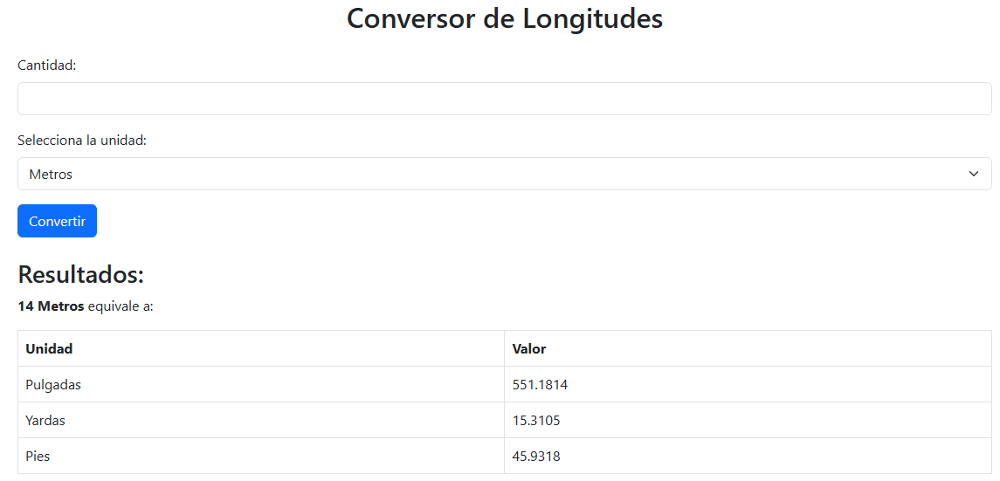 Conversor de Longitudes
Cantidad:
Selecciona la unidad:
Metros
Convertir
Resultados:
14 Metros equivale a:
Unidad Valor
Pulgadas 551.1814
Yardas 15.3105
Pies 45.9318